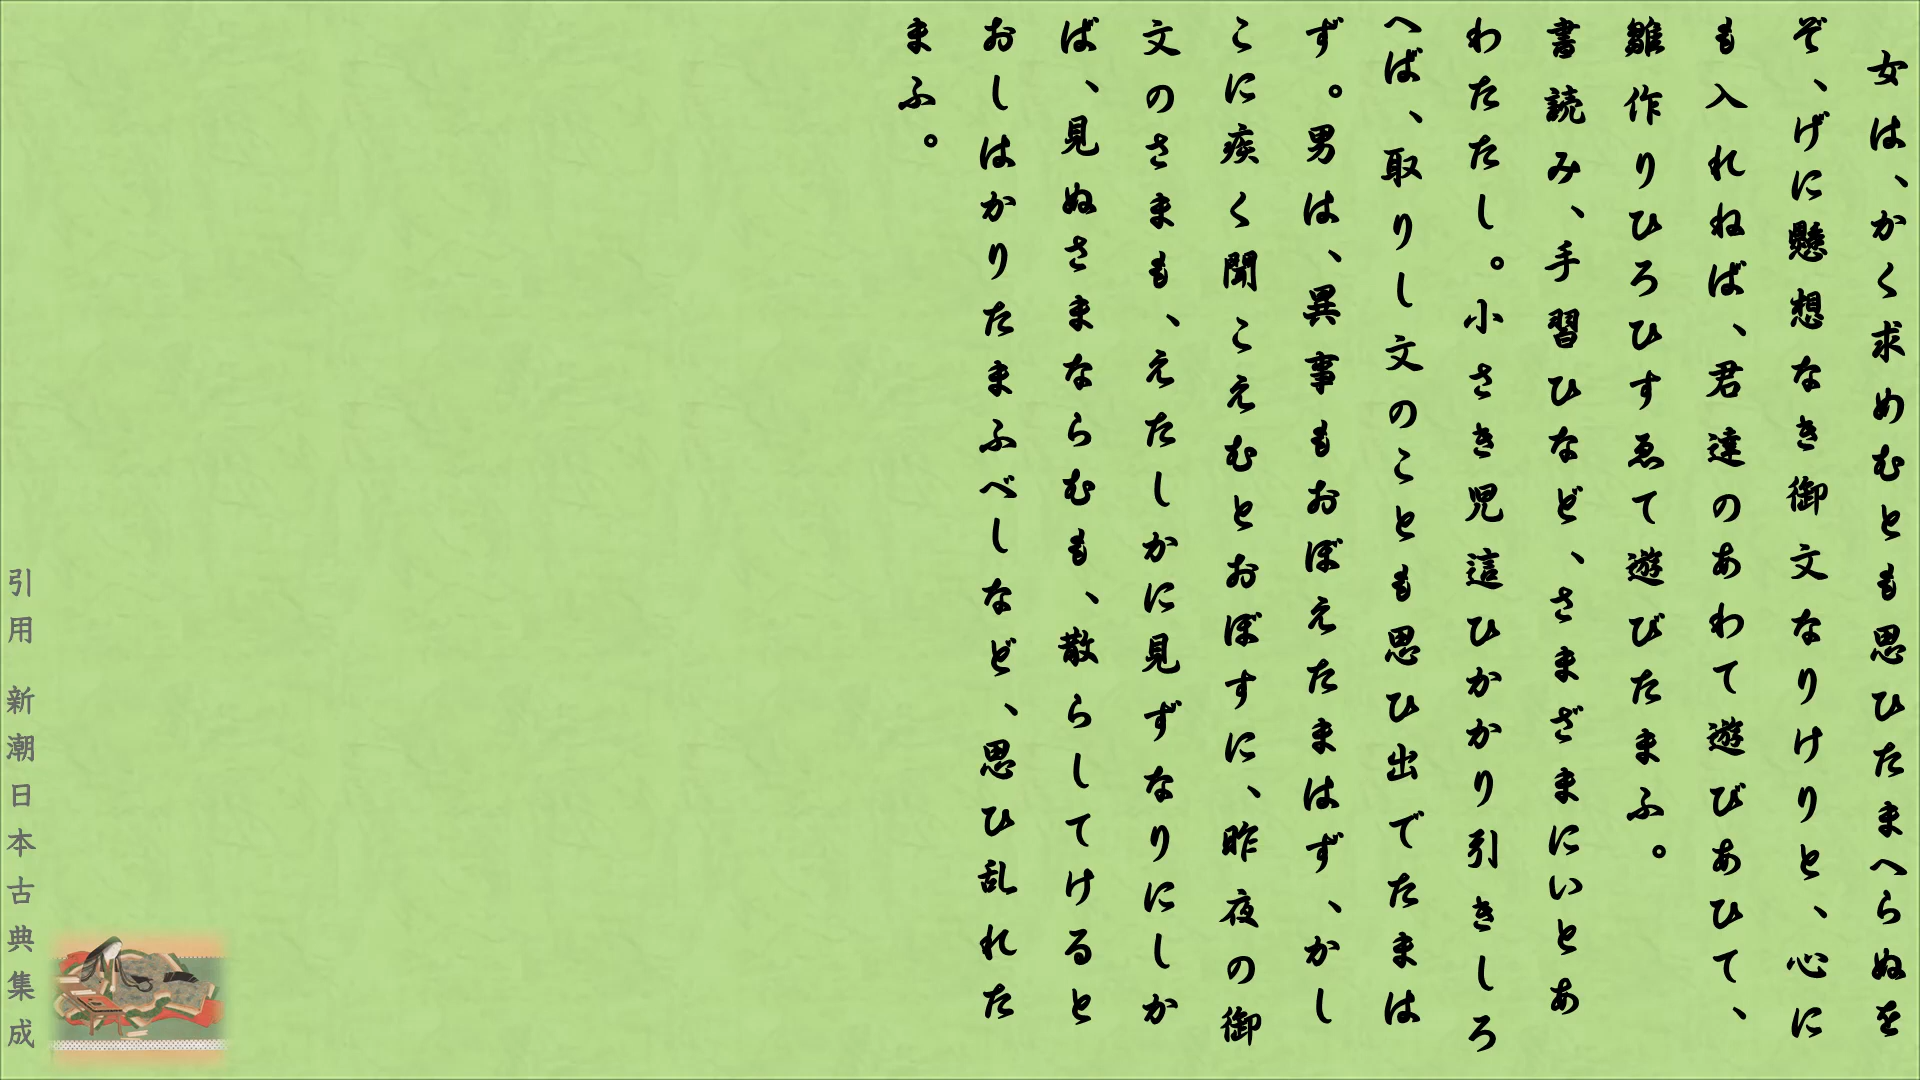 女は、かく求めむとも思ひたまへらぬを
ぞ、げに懸想なき御文なりけりと、心に
も入れねば、君達のあわて遊びあひて、
雛作りひろひすゑて遊びたまふ。
書読み、手習ひなど、さまざまにいとあ
わたたし。小さき児這ひかかり引きしろ
へば、取りし文のことも思ひ出でたまは
ず。男は、異事もおぼえたまはず、かし
こに疾く聞こえむとおぼすに、昨夜の御
文のさまも、えたしかに見ずなりにしか
ば、見ぬさまならむも、散らしてけると
おしはかりたまふべしなど、思ひ乱れた
まふ。
引用　新潮日本古典集成